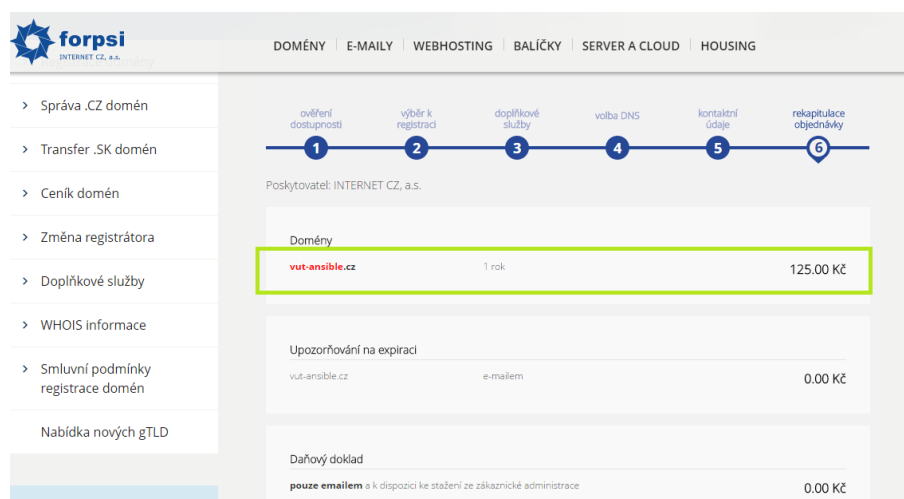 forpsi
INTERNET CZ, a.s.
DOMÉNY
E-MAILY
WEBHOSTING
BALÍČKY
SERVER A CLOUD
HOUSING
Správa .CZ domén
Transfer .SK domén
Ceník domén
Změna registrátora
Doplňkové služby
WHOIS informace
Smluvní podmínky
registrace domén
Nabídka nových gTLD
ověření
dostupnosti
1
výběr k
registraci
2
doplňkové
služby
3
volba DNS
4
kontaktní
údaje
5
rekapitulace
objednávky
6
Poskytovatel: INTERNET CZ, a.s.
Domény
vut-ansible.cz 1 rok 125.00 Kč
Upozorňování na expiraci
vut-ansible.cz e-mailem 0.00 Kč
Daňový doklad
pouze emailem a k dispozici ke stažení ze zákaznické administrace 0.00 Kč